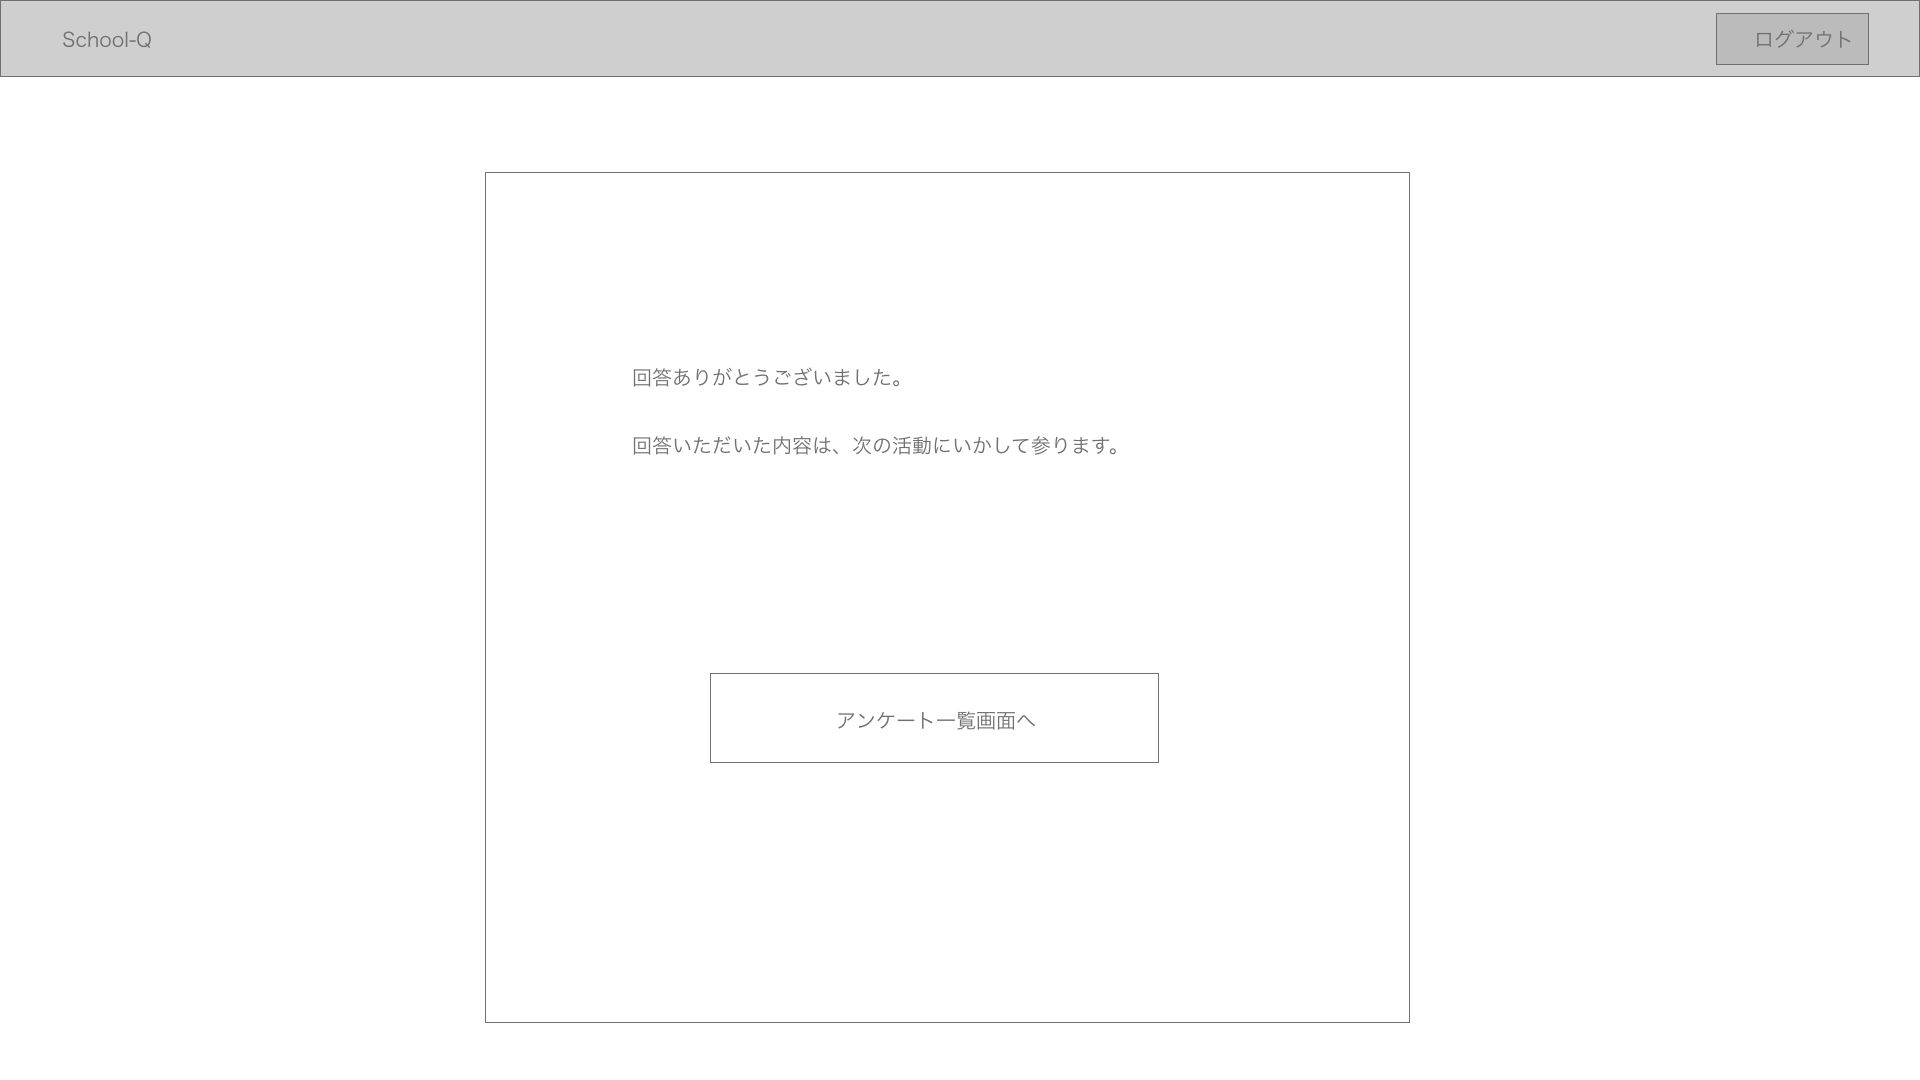 School-Q
ログアウト
回答ありがとうございました。
回答いただいた内容は、次の活動にいかして参ります。
アンケート一覧画面へ